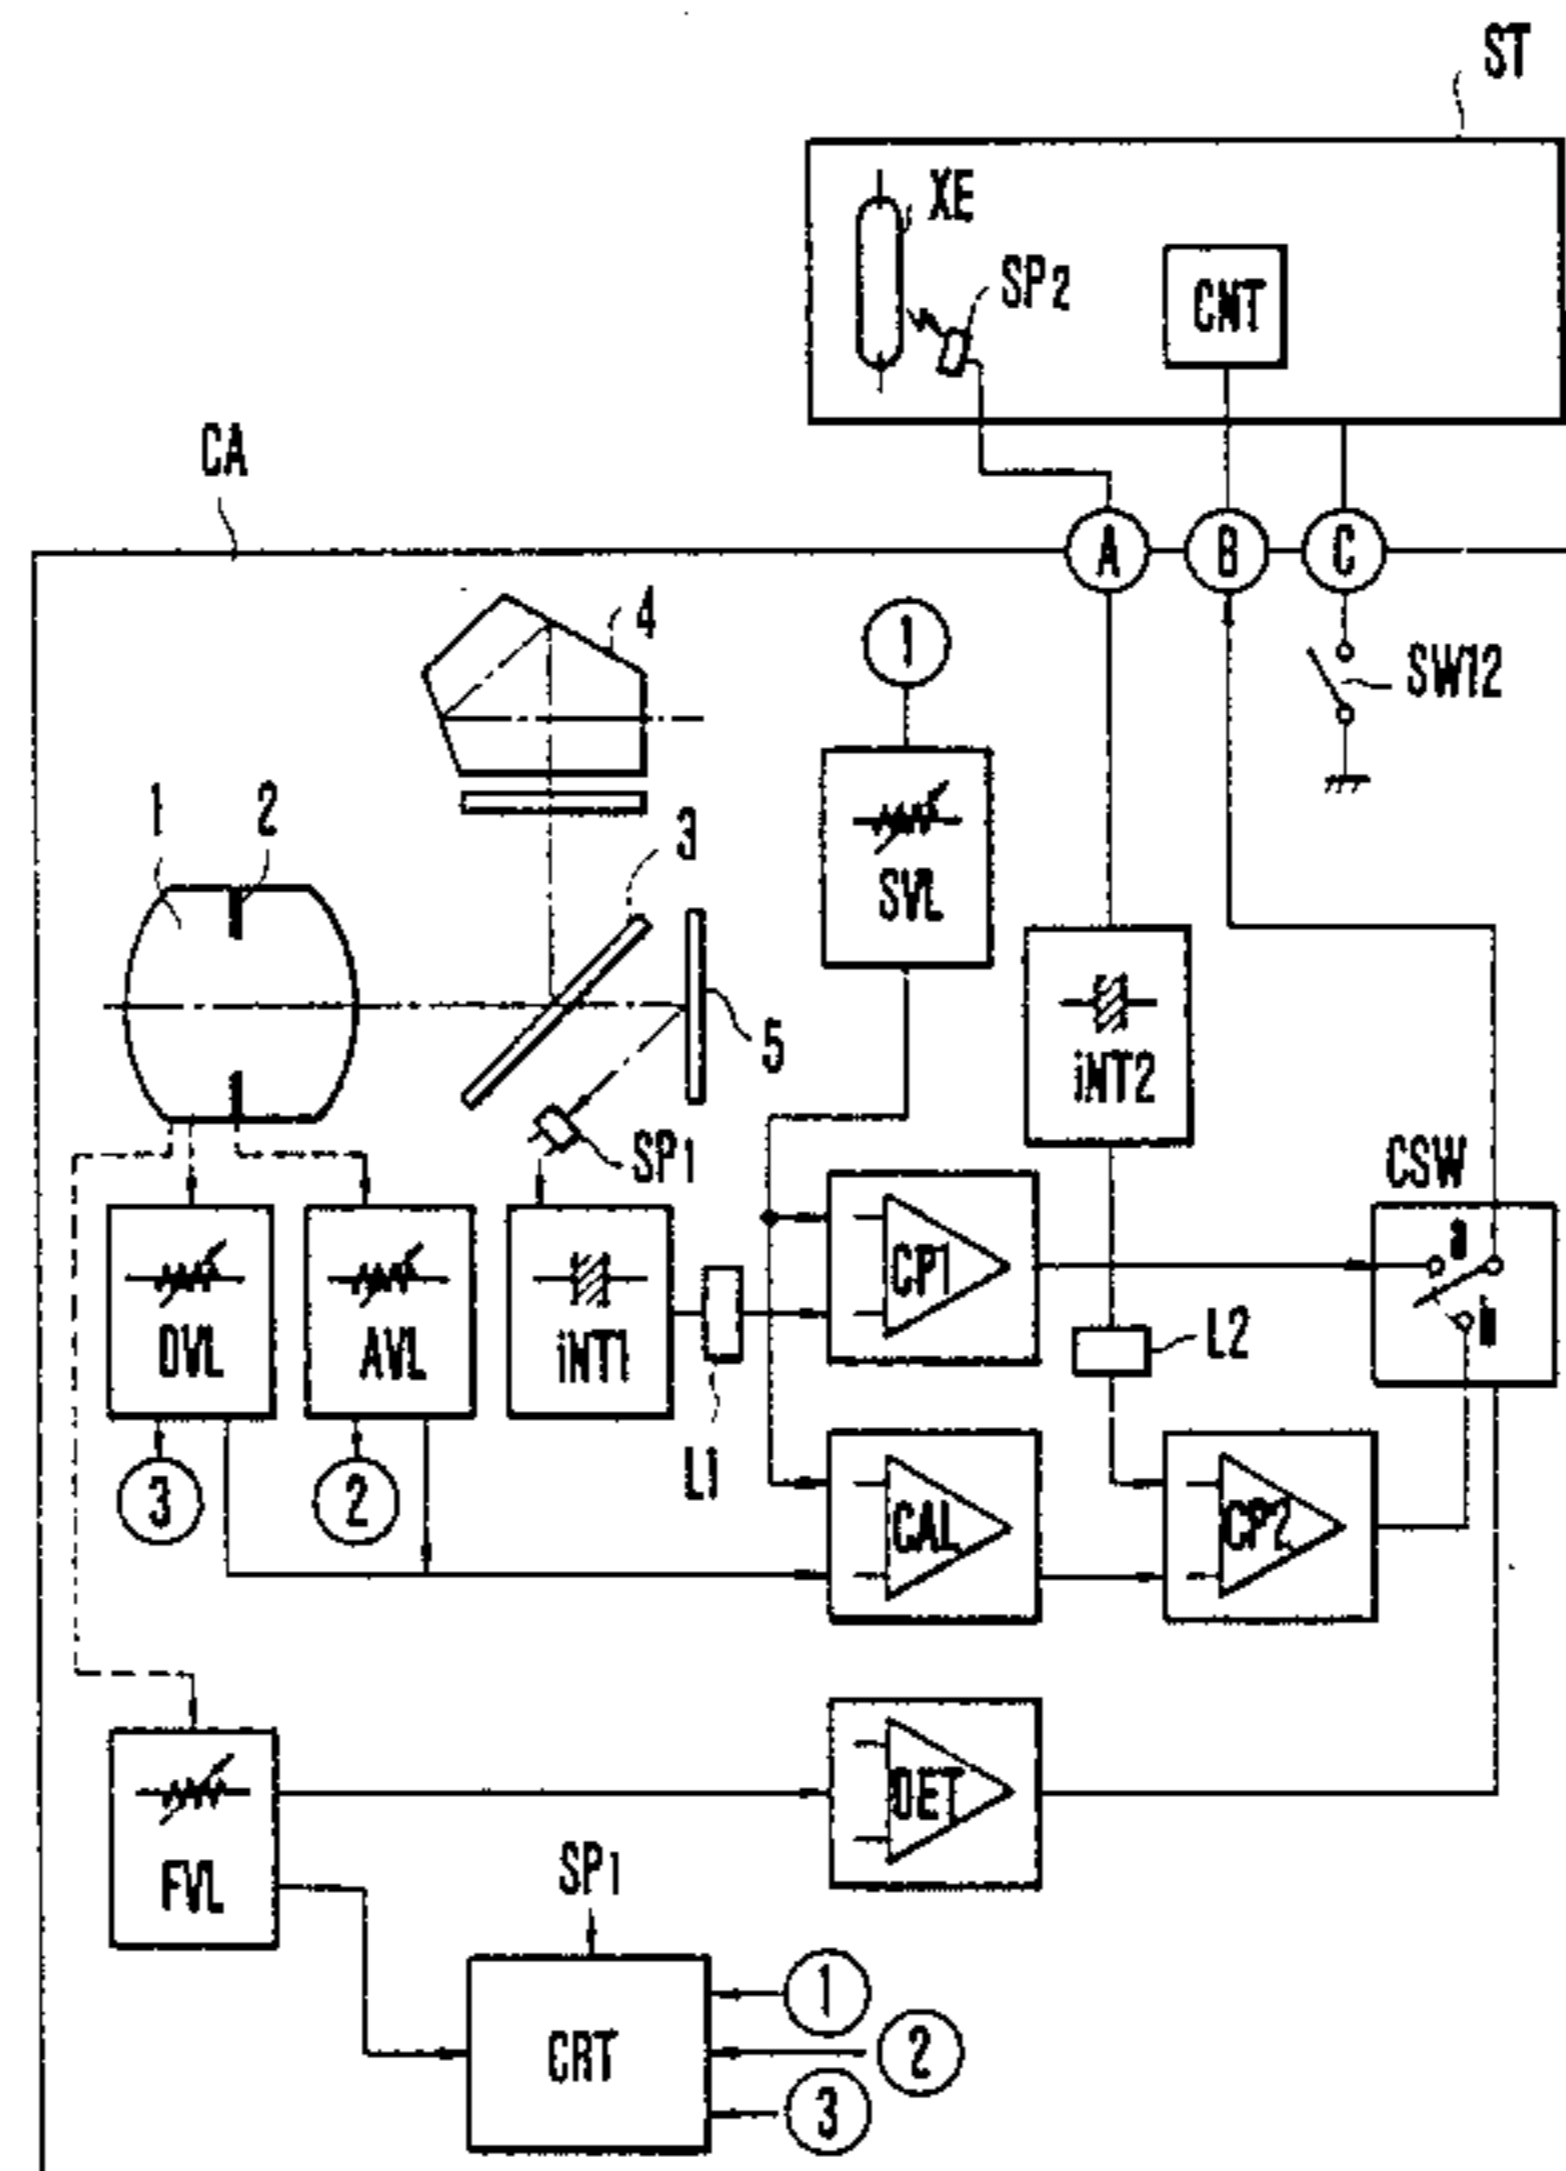 ST
XE
SP2
CNT
CA
A B C
4
1
SW12
1 2
3
SVL
5
iNT2
SP1
CSW
a
CP1
b
DVL AVL iNT1
L2
L1
3 2
CAL CP2
DET
SP1
FVL
1
CRT 2
3